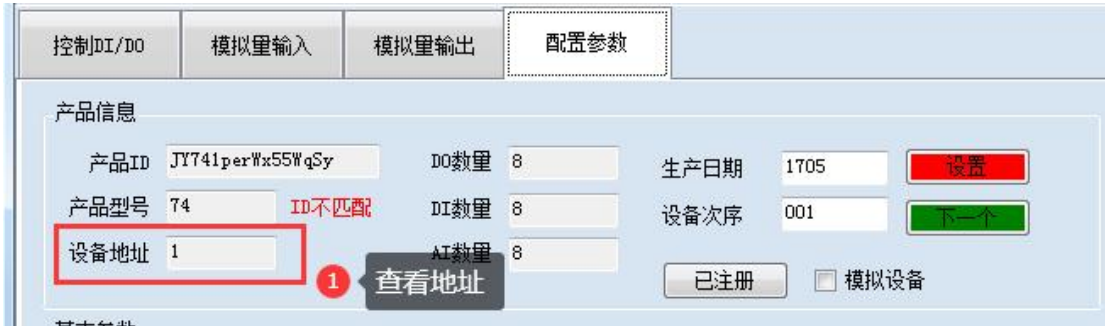 控制DI/DO 模拟量输入 模拟量输出 配置参数
产品信息
产品ID JY741perWx55WqSy DO数量 8 生产日期 1705 设置
产品型号 74 ID不匹配 DI数量 8 设备次序 001 下一个
设备地址 1 AI数量 8
1 查看地址 已注册 模拟设备
基本参数